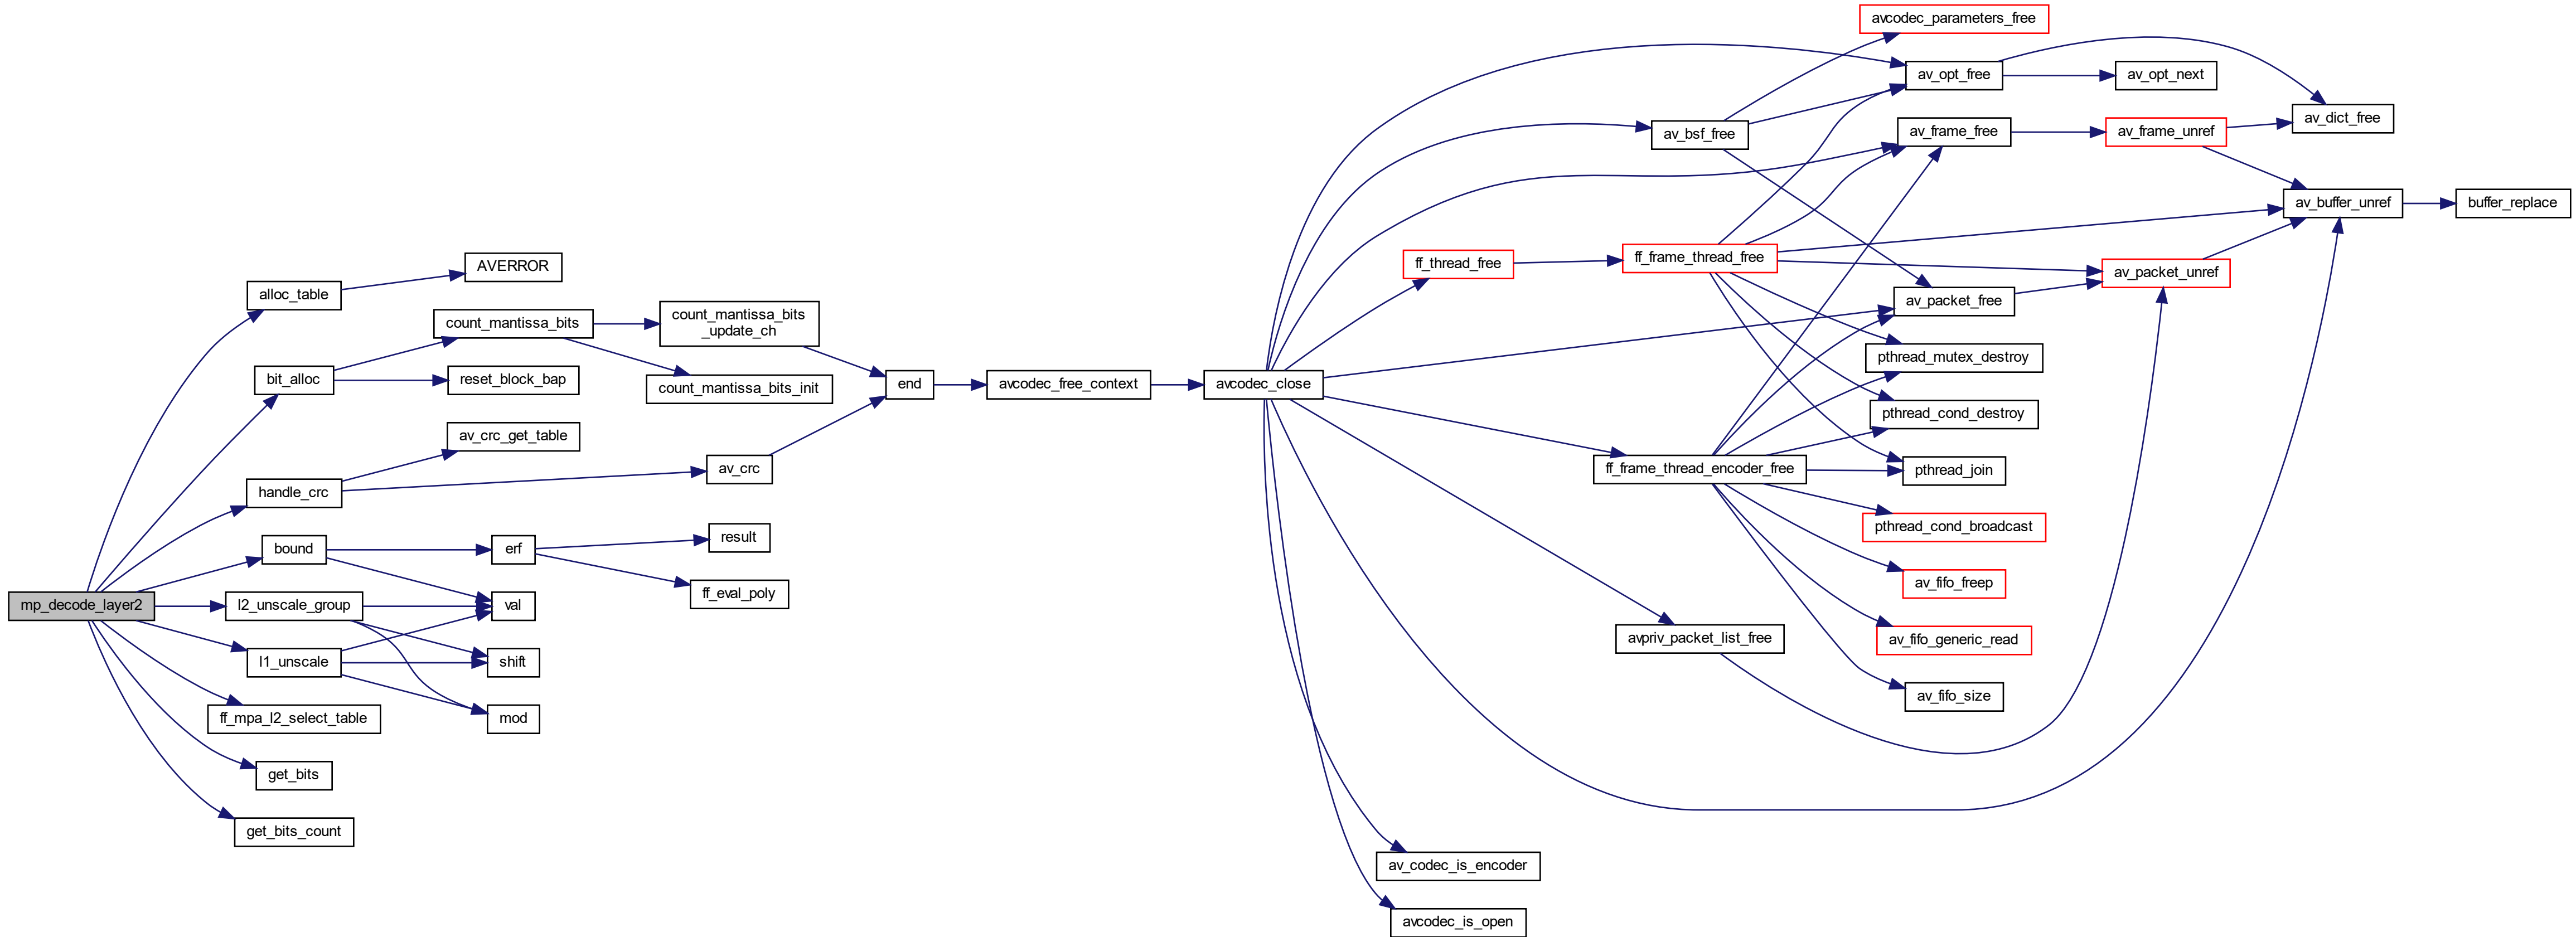 mp_decode_layer2
alloc_table
AVERROR
bit_alloc
count_mantissa_bits
count_mantissa_bits
_update_ch
count_mantissa_bits_init
reset_block_bap
handle_crc
av_crc_get_table
av_crc
end
avcodec_free_context
avcodec_close
bound
erf
result
ff_eval_poly
val
l2_unscale_group
l1_unscale
shift
mod
ff_mpa_l2_select_table
get_bits
get_bits_count
avcodec_parameters_free
av_opt_free
av_opt_next
av_dict_free
av_bsf_free
av_frame_free
av_frame_unref
av_buffer_unref
buffer_replace
ff_thread_free
ff_frame_thread_free
av_packet_unref
av_packet_free
pthread_mutex_destroy
pthread_cond_destroy
ff_frame_thread_encoder_free
pthread_join
pthread_cond_broadcast
av_fifo_freep
av_fifo_generic_read
av_fifo_size
avpriv_packet_list_free
av_codec_is_encoder
avcodec_is_open